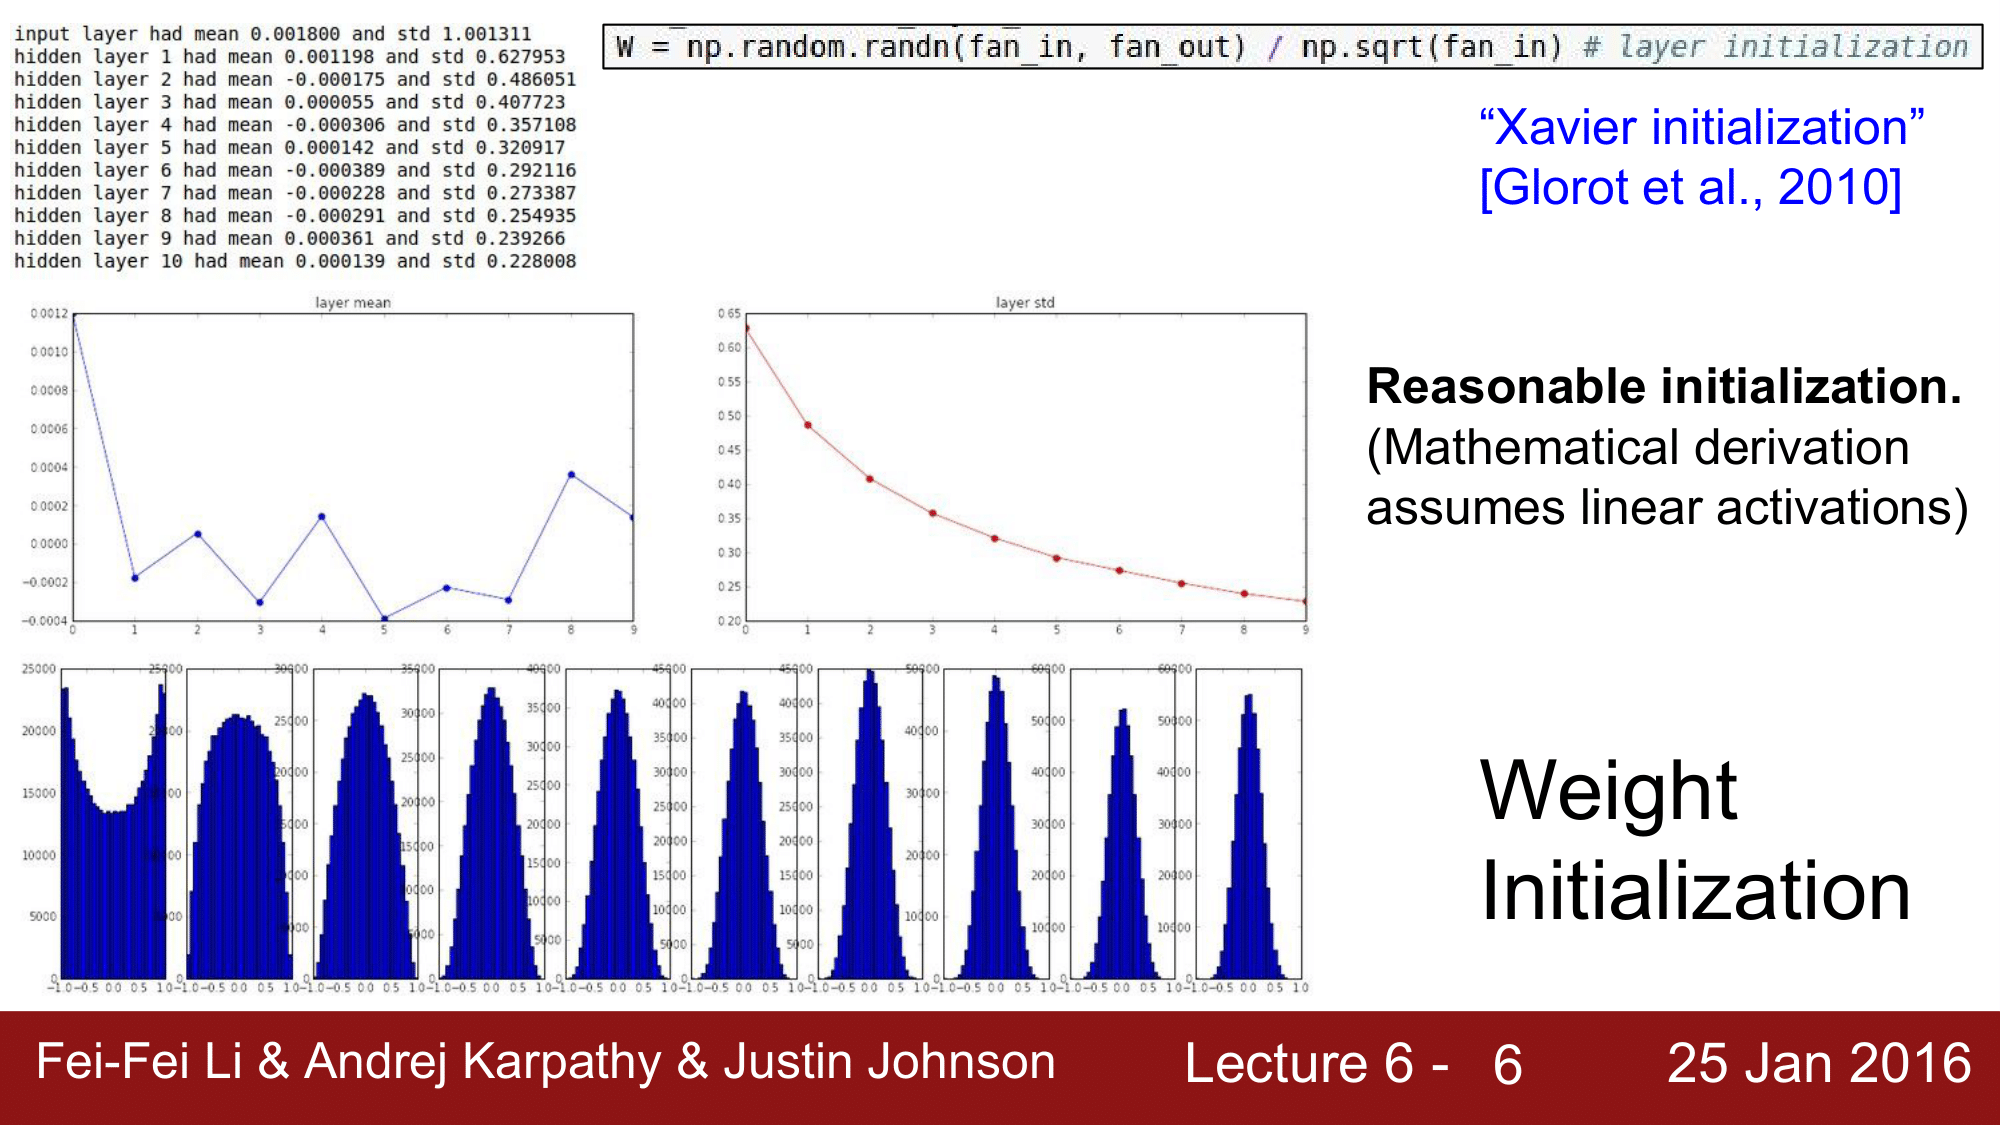 input layer had mean 0.001800 and std 1.001311
hidden layer 1 had mean 0.001198 and std 0.627953
hidden layer 2 had mean -0.000175 and std 0.486051
hidden layer 3 had mean 0.000055 and std 0.407723
hidden layer 4 had mean -0.000306 and std 0.357108
hidden layer 5 had mean 0.000142 and std 0.320917
hidden layer 6 had mean -0.000389 and std 0.292116
hidden layer 7 had mean -0.000228 and std 0.273387
hidden layer 8 had mean -0.000291 and std 0.254935
hidden layer 9 had mean 0.000361 and std 0.239266
hidden layer 10 had mean 0.000139 and std 0.228008
W = np.random.randn(fan_in, fan_out) / np.sqrt(fan_in) # layer initialization
“Xavier initialization”
[Glorot et al., 2010]
layer mean
0.0012
0.0010
0.0008
0.0006
0.0004
0.0002
0.0000
−0.0002
−0.0004
0 1 2 3 4 5 6 7 8 9
layer std
0.65
0.60
0.55
0.50
0.45
0.40
0.35
0.30
0.25
0.20
0 1 2 3 4 5 6 7 8 9
Reasonable initialization.
(Mathematical derivation
assumes linear activations)
25000
20000
15000
10000
5000
0
−1.0 −0.5 0.0 0.5 1.0
Weight
Initialization
Fei-Fei Li & Andrej Karpathy & Justin Johnson
Lecture 6 - 6
25 Jan 2016